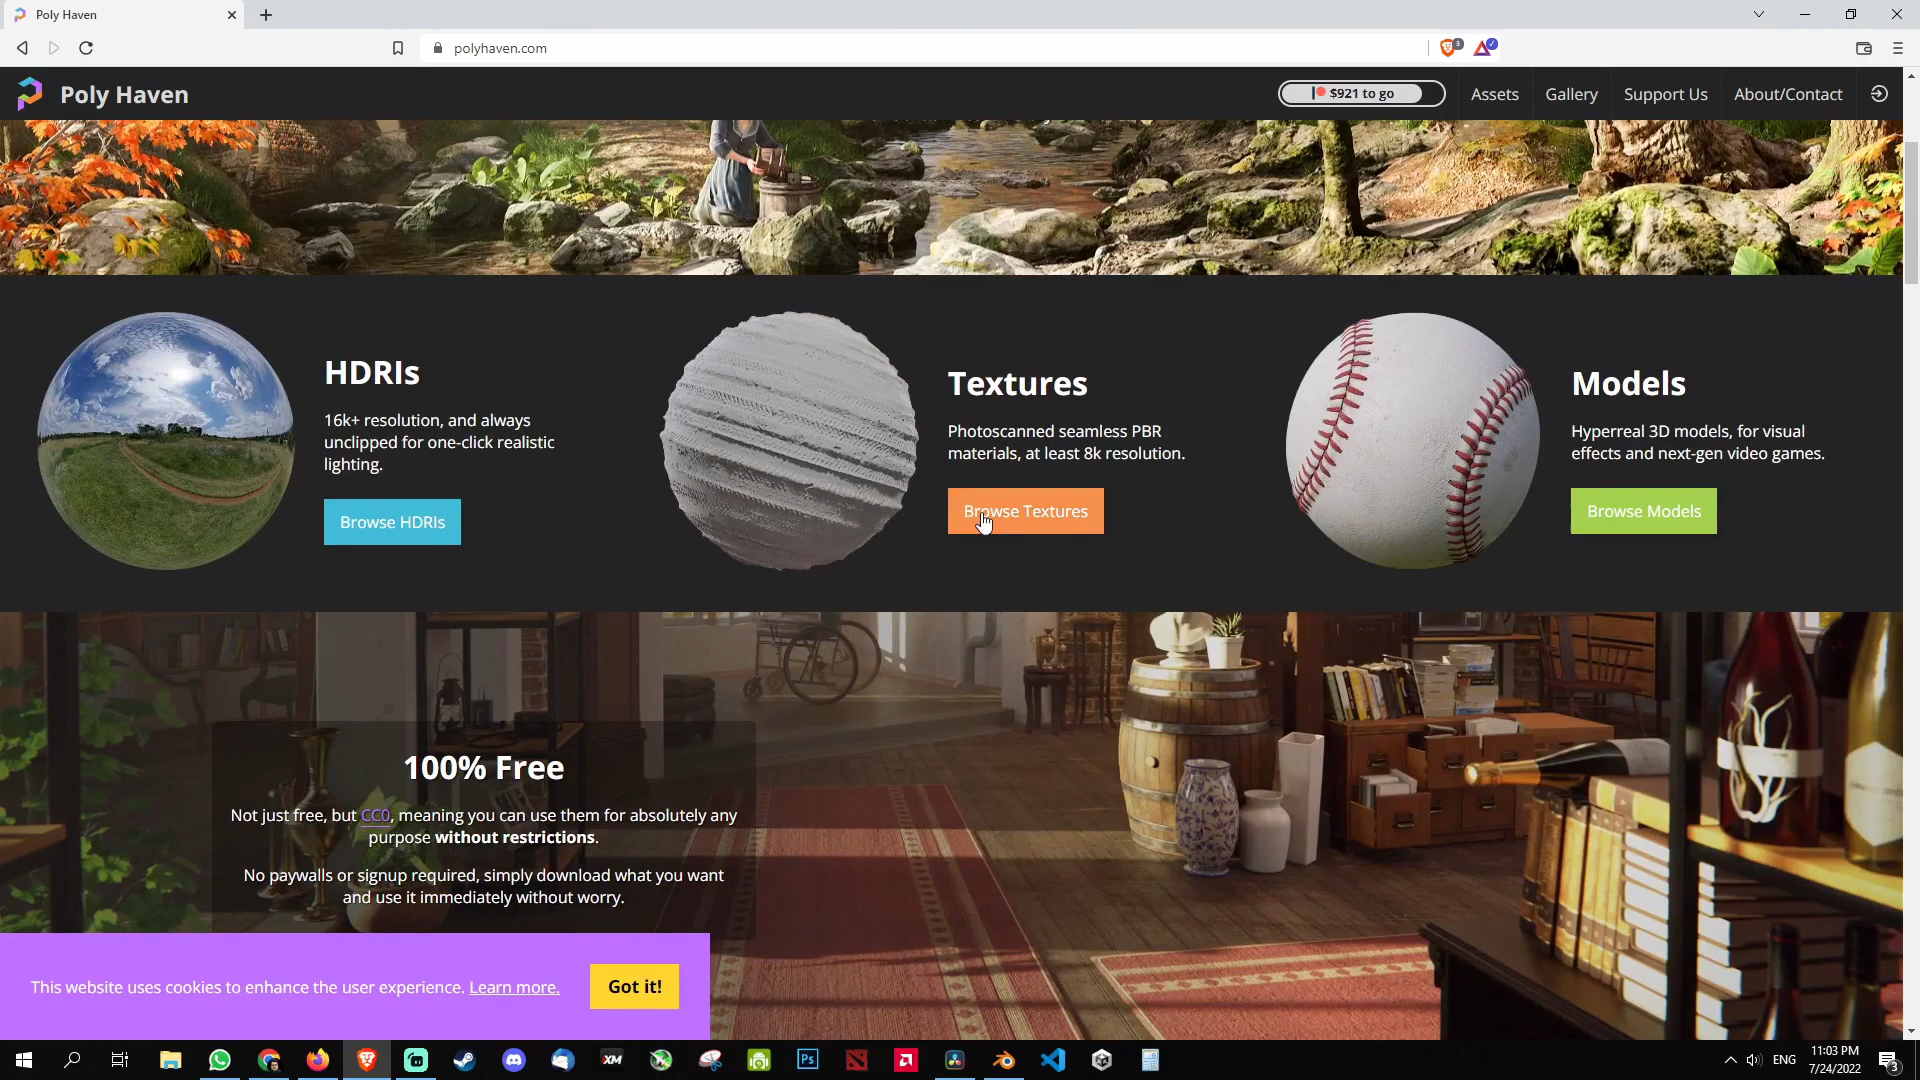 Poly Haven
polyhaven.com
3
Poly Haven
$921 to go
Assets
Gallery
Support Us
About/Contact
HDRIs
16k+ resolution, and always
unclipped for one-click realistic
lighting.
Browse HDRIs
Textures
Photoscanned seamless PBR
materials, at least 8k resolution.
Browse Textures
Models
Hyperreal 3D models, for visual
effects and next-gen video games.
Browse Models
100% Free
Not just free, but CC0, meaning you can use them for absolutely any
purpose without restrictions.
No paywalls or signup required, simply download what you want
and use it immediately without worry.
This website uses cookies to enhance the user experience. Learn more.
Got it!
XM
Ps
ENG
11:03 PM
7/24/2022
3